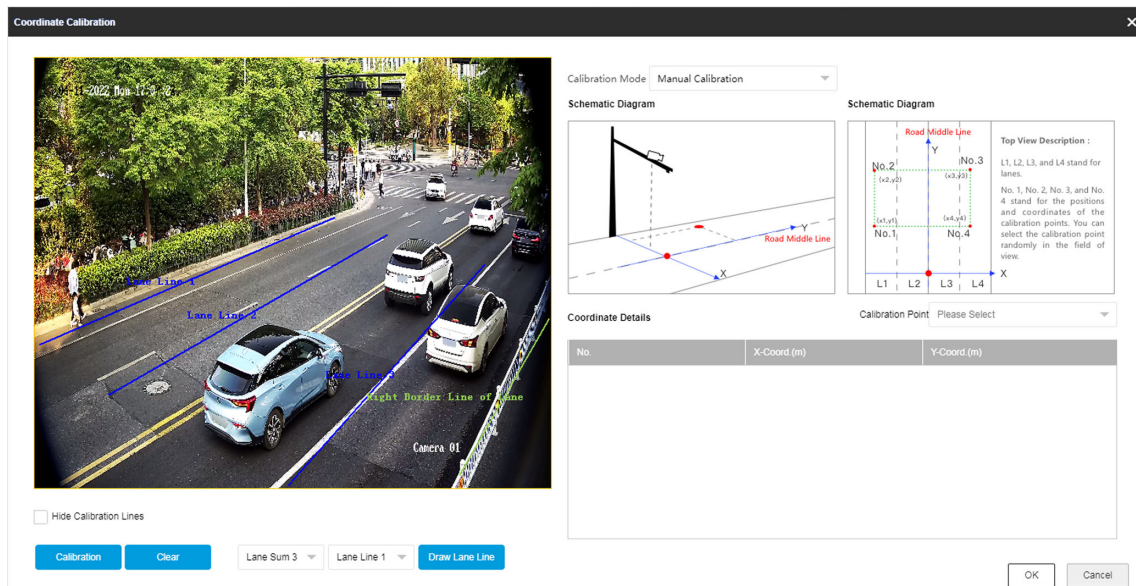 Coordinate Calibration
04-11-2022 Mon
Lane Line 1
Lane Line 2
Lane Line 3
Right Border Line of Lane
Camera 01
Hide Calibration Lines
Calibration
Clear
Lane Sum 3
Lane Line 1
Draw Lane Line
Calibration Mode
Manual Calibration
Schematic Diagram
Y
Road Middle Line
X
Schematic Diagram
Road Middle Line
Y
No.2
(x2,y2)
No.3
(x3,y3)
(x1,y1)
No.1
(x4,y4)
No.4
X
L1
L2
L3
L4
Top View Description :
L1, L2, L3, and L4 stand for
lanes.
No. 1, No. 2, No. 3, and No.
4 stand for the positions
and coordinates of the
calibration points. You can
select the calibration point
randomly in the field of
view.
Coordinate Details
Calibration Point
Please Select
No.
X-Coord.(m)
Y-Coord.(m)
OK
Cancel